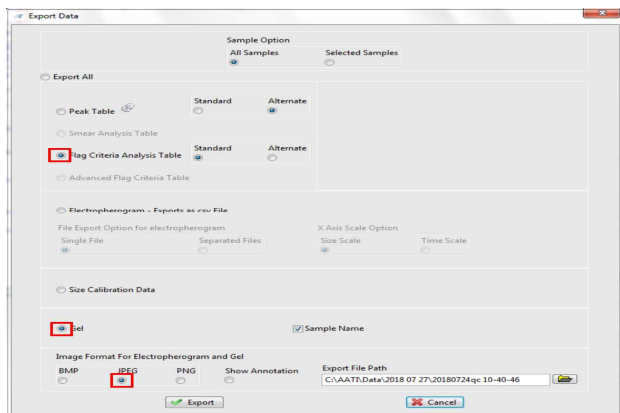 Export Data
Sample Option
All Samples Selected Samples
Export All
Standard Alternate
Peak Table
Smear Analysis Table
Standard Alternate
Flag Criteria Analysis Table
Advanced Flag Criteria Table
Electropherogram - Exports as csv File
File Export Option for electropherogram X Axis Scale Option
Single File Separated Files Size Scale Time Scale
Size Calibration Data
Gel Sample Name
Image Format For Electropherogram and Gel
BMP JPEG PNG Show Annotation Export File Path
C:\AATI\Data\2018 07 27\20180724qc 10-40-46
Export Cancel